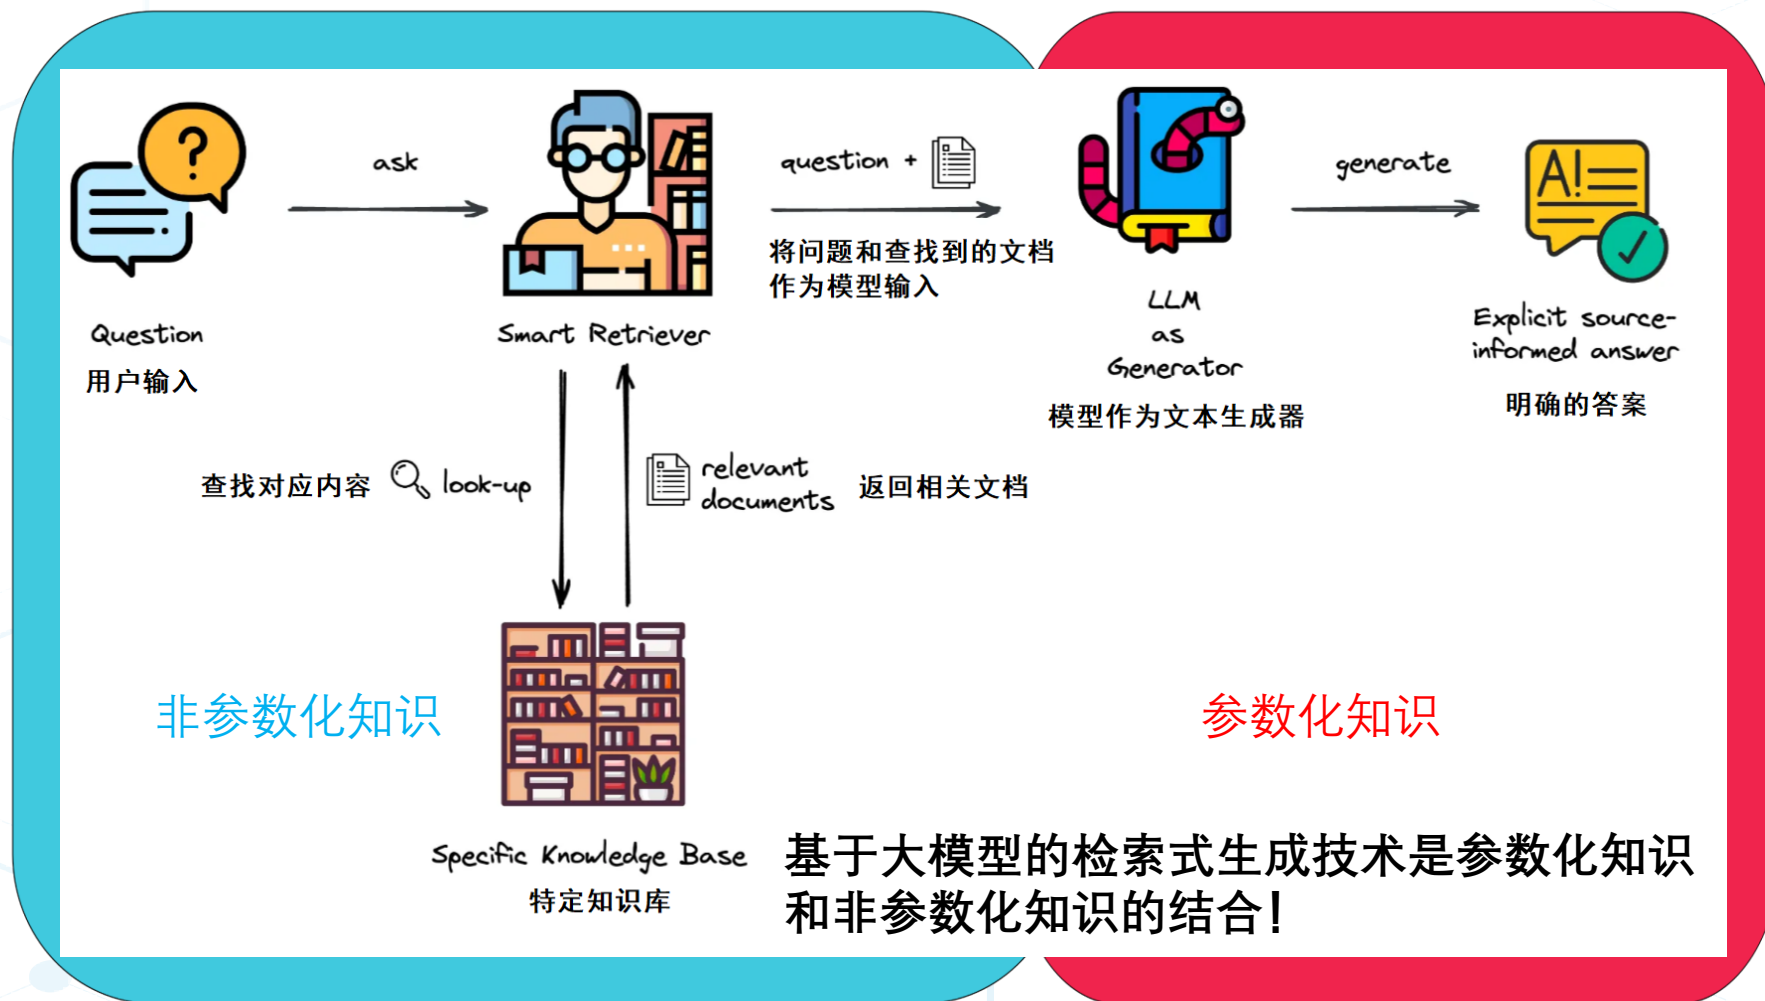 ask
question +
generate
将问题和查找到的文档
作为模型输入
Question
用户输入
Smart Retriever
LLM
as
Generator
模型作为文本生成器
A!
Explicit source-
informed answer
明确的答案
查找对应内容
look-up
relevant
documents
返回相关文档
非参数化知识
参数化知识
Specific Knowledge Base
特定知识库
基于大模型的检索式生成技术是参数化知识
和非参数化知识的结合!
?